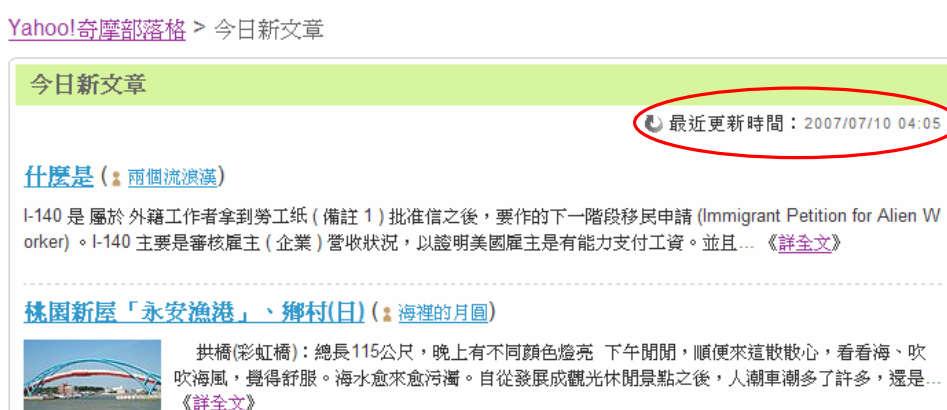 Yahoo!奇摩部落格 > 今日新文章
今日新文章
最近更新時間：2007/07/10 04:05
什麼是 (兩個流浪漢)
I-140 是 屬於 外籍工作者拿到勞工紙 ( 備註 1 ) 批准信之後，要作的下一階段移民申請 (Immigrant Petition for Alien W
orker) 。I-140 主要是審核雇主 ( 企業 ) 營收狀況，以證明美國雇主是有能力支付工資。並且... 《詳全文》
桃園新屋「永安漁港」、鄉村(日) (海裡的月圓)
拱橋(彩虹橋)：總長115公尺，晚上有不同顏色燈亮 下午閒閒，順便來這散散心，看看海、吹
吹海風，覺得舒服。海水愈來愈污濁。自從發展成觀光休閒景點之後，人潮車潮多了許多，還是...
《詳全文》